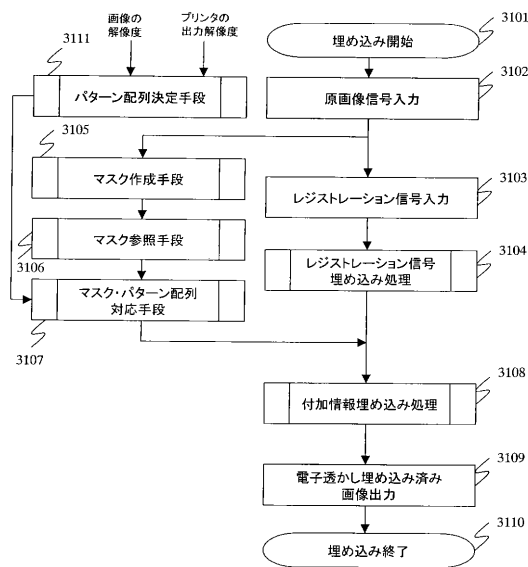 3111
画像の
解像度
プリンタの
出力解像度
パターン配列決定手段
埋め込み開始
3101
3102
原画像信号入力
3105
マスク作成手段
レジストレーション信号入力
3103
マスク参照手段
3106
レジストレーション信号
埋め込み処理
3104
マスク・パターン配列
対応手段
3107
3108
付加情報埋め込み処理
3109
電子透かし埋め込み済み
画像出力
3110
埋め込み終了